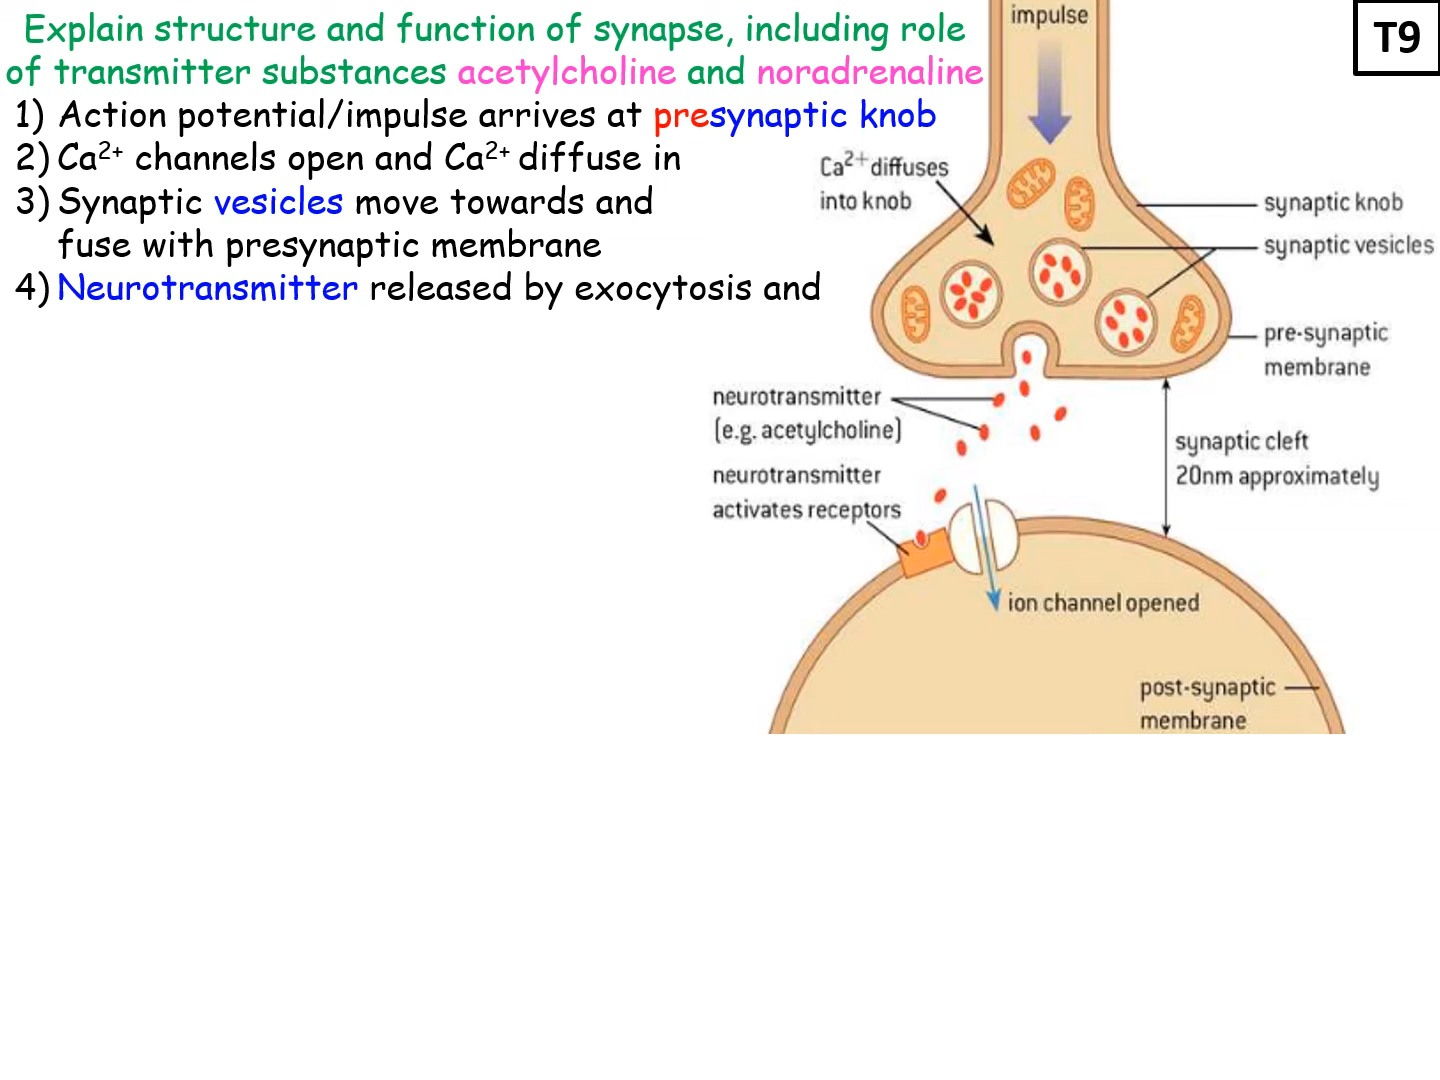 Explain structure and function of synapse, including role
of transmitter substances acetylcholine and noradrenaline
1) Action potential/impulse arrives at presynaptic knob
2) Ca²⁺ channels open and Ca²⁺ diffuse in
3) Synaptic vesicles move towards and
fuse with presynaptic membrane
4) Neurotransmitter released by exocytosis and
T9
impulse
Ca²⁺ diffuses
into knob
synaptic knob
synaptic vesicles
pre-synaptic
membrane
neurotransmitter
(e.g. acetylcholine)
synaptic cleft
20nm approximately
neurotransmitter
activates receptors
ion channel opened
post-synaptic
membrane